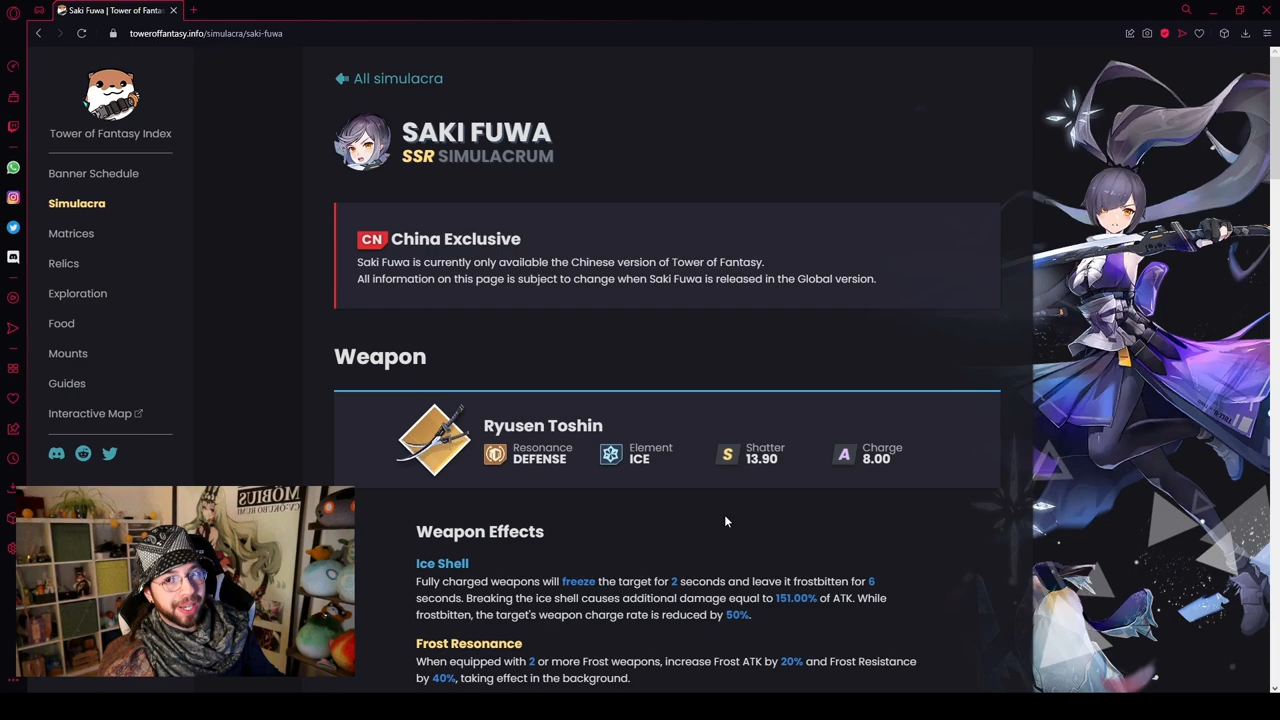 Saki Fuwa | Tower of Fantas
toweroffantasy.info/simulacra/saki-fuwa
Tower of Fantasy Index
Banner Schedule
Simulacra
Matrices
Relics
Exploration
Food
Mounts
Guides
Interactive Map
All simulacra
SAKI FUWA
SSR SIMULACRUM
CN China Exclusive
Saki Fuwa is currently only available the Chinese version of Tower of Fantasy.
All information on this page is subject to change when Saki Fuwa is released in the Global version.
Weapon
Ryusen Toshin
Resonance
DEFENSE
Element
ICE
S
Shatter
13.90
A
Charge
8.00
Weapon Effects
Ice Shell
Fully charged weapons will freeze the target for 2 seconds and leave it frostbitten for 6
seconds. Breaking the ice shell causes additional damage equal to 151.00% of ATK. While
frostbitten, the target's weapon charge rate is reduced by 50%.
Frost Resonance
When equipped with 2 or more Frost weapons, increase Frost ATK by 20% and Frost Resistance
by 40%, taking effect in the background.
MÖBIUS
CV·OKUBO RUMI